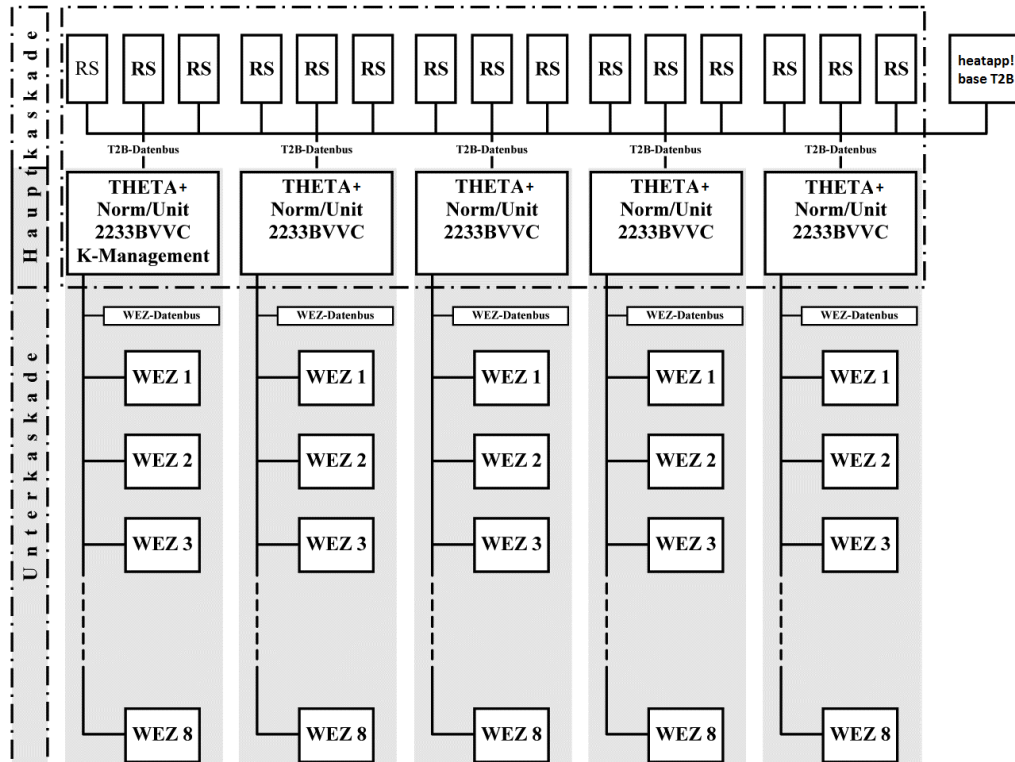 Hauptkaskade
RS RS RS RS RS RS RS RS RS RS RS RS RS RS RS
heatapp!
base T2B
T2B-Datenbus T2B-Datenbus T2B-Datenbus T2B-Datenbus T2B-Datenbus
THETA+
Norm/Unit
2233BVVC
K-Management
THETA+
Norm/Unit
2233BVVC
THETA+
Norm/Unit
2233BVVC
THETA+
Norm/Unit
2233BVVC
THETA+
Norm/Unit
2233BVVC
Unterkaskade
WEZ-Datenbus WEZ-Datenbus WEZ-Datenbus WEZ-Datenbus WEZ-Datenbus
WEZ 1 WEZ 1 WEZ 1 WEZ 1 WEZ 1
WEZ 2 WEZ 2 WEZ 2 WEZ 2 WEZ 2
WEZ 3 WEZ 3 WEZ 3 WEZ 3 WEZ 3
WEZ 8 WEZ 8 WEZ 8 WEZ 8 WEZ 8